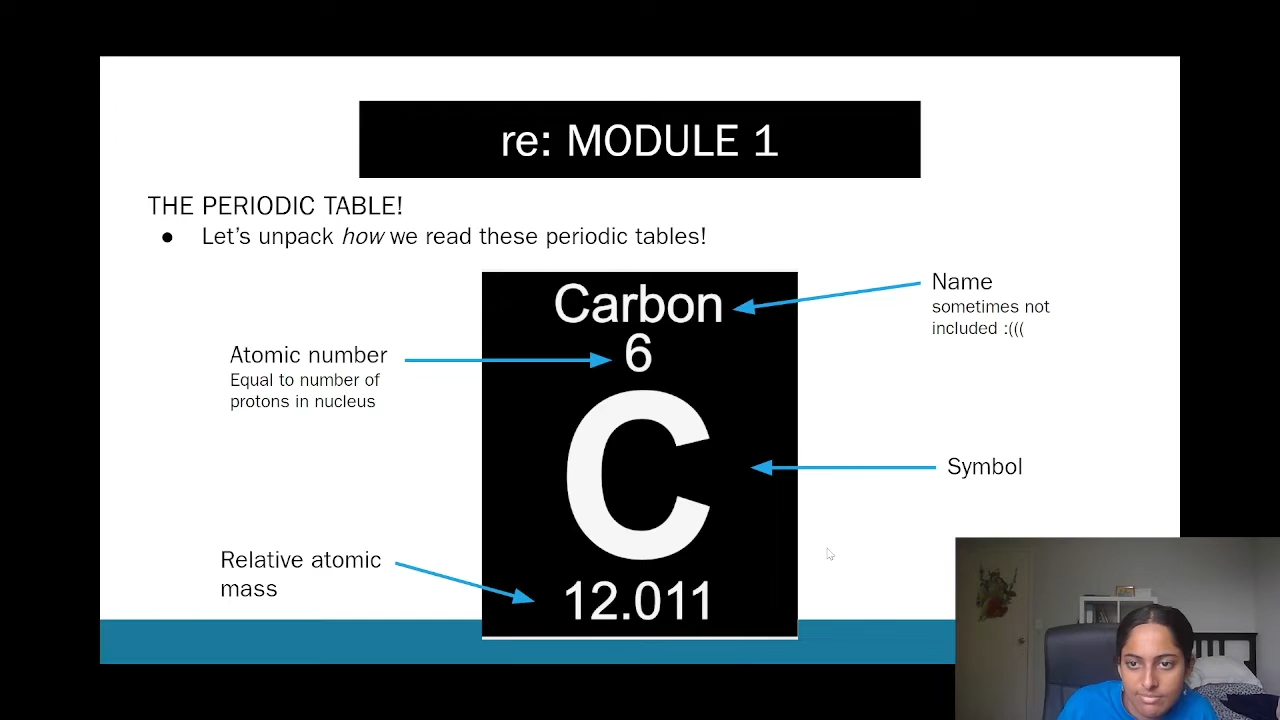 re: MODULE 1
THE PERIODIC TABLE!
● Let's unpack how we read these periodic tables!
Carbon
6
C
12.011
Name
sometimes not
included :(((
Atomic number
Equal to number of
protons in nucleus
Symbol
Relative atomic
mass